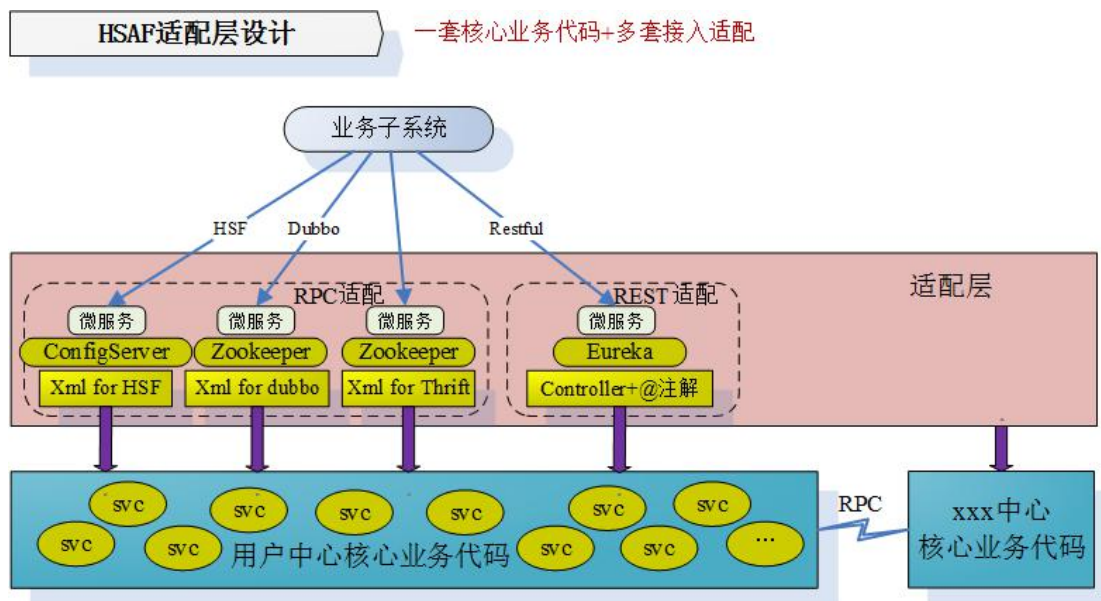 HSAF适配层设计
一套核心业务代码+多套接入适配
业务子系统
HSF
Dubbo
Restful
适配层
RPC适配
REST适配
微服务
微服务
微服务
微服务
ConfigServer
Zookeeper
Zookeeper
Eureka
Xml for HSF
Xml for dubbo
Xml for Thrift
Controller+@注解
svc
svc
svc
svc
svc
svc
RPC
xxx中心
核心业务代码
svc
svc
用户中心核心业务代码
svc
svc
...